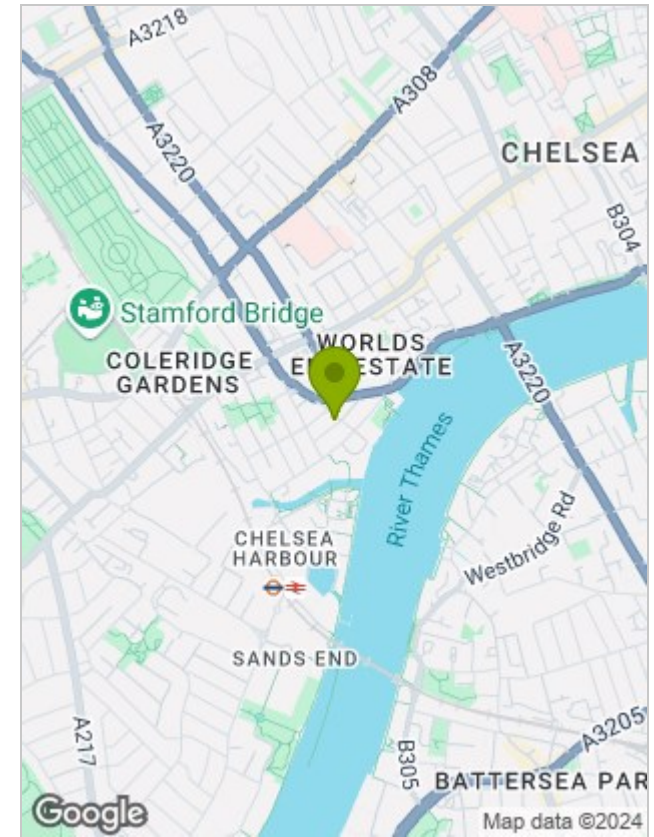 A3218
A308
A3220
CHELSEA
B304
Stamford Bridge
WORLDS
COLERIDGE
GARDENS
ESTATE
A3220
River Thames
CHELSEA
HARBOUR
Westbridge Rd
SANDS END
A217
B305
A3205
BATTERSEA PAR
Google
Map data ©2024